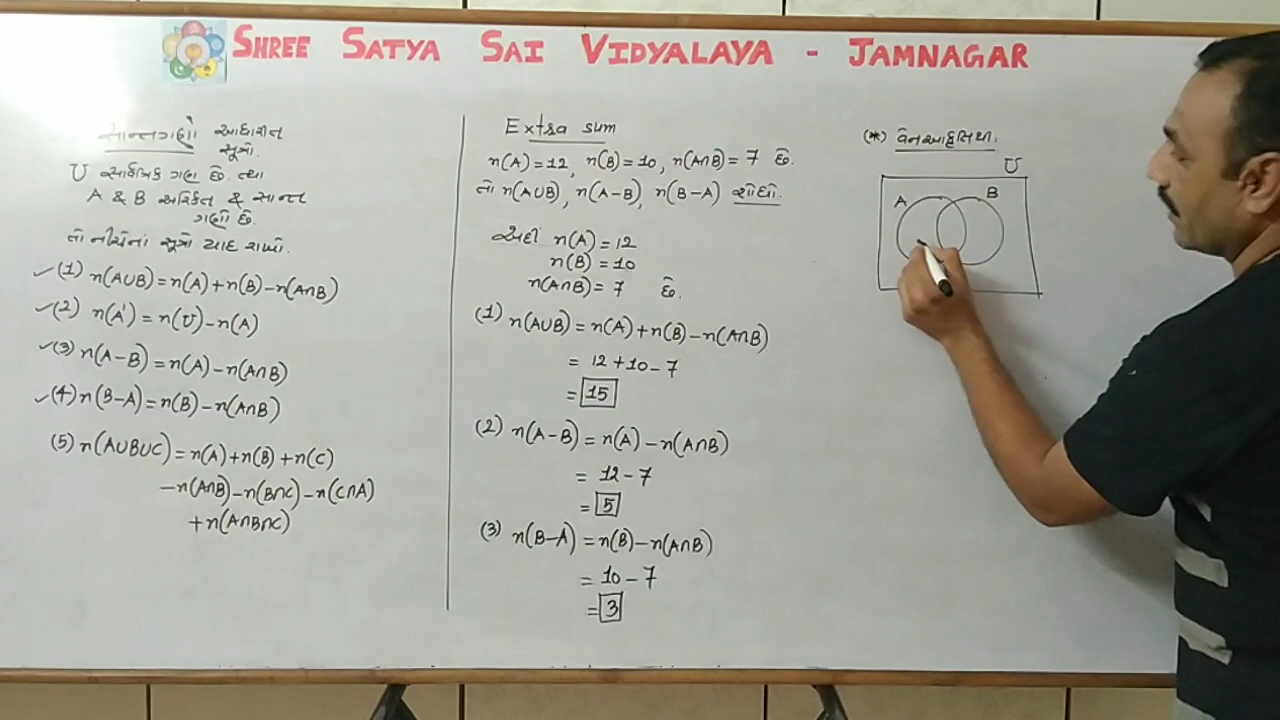 SHREE SATYA SAI VIDYALAYA - JAMNAGAR
સાન્તગણો આધારિત
સૂત્રો.
U સાર્વત્રિક ગણ છે. તથા
A & B અરિક્ત & સાન્ત
ગણો છે.
તો નીચેનાં સૂત્રો યાદ રાખો.
(1) n(A∪B)=n(A)+n(B)-n(A∩B)
(2) n(A')=n(U)-n(A)
(3) n(A-B)=n(A)-n(A∩B)
(4) n(B-A)=n(B)-n(A∩B)
(5) n(A∪B∪C)=n(A)+n(B)+n(C)
-n(A∩B)-n(B∩C)-n(C∩A)
+n(A∩B∩C)
Extra sum
n(A)=12, n(B)=10, n(A∩B)=7 છે.
તો n(A∪B), n(A-B), n(B-A) શોધો.
અહીં n(A)=12
n(B)=10
n(A∩B)=7 છે.
(1) n(A∪B)=n(A)+n(B)-n(A∩B)
=12+10-7
=15
(2) n(A-B)=n(A)-n(A∩B)
=12-7
=5
(3) n(B-A)=n(B)-n(A∩B)
=10-7
=3
(*) વેનઆકૃતિથી.
U
A B